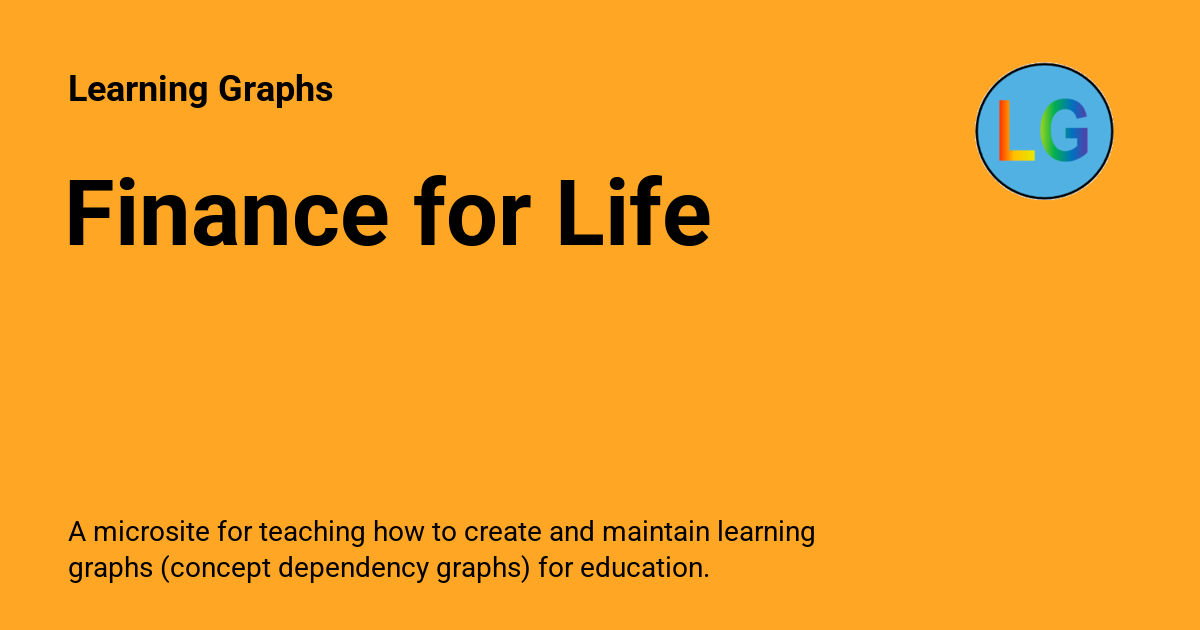 Learning Graphs
LG
Finance for Life
A microsite for teaching how to create and maintain learning
graphs (concept dependency graphs) for education.